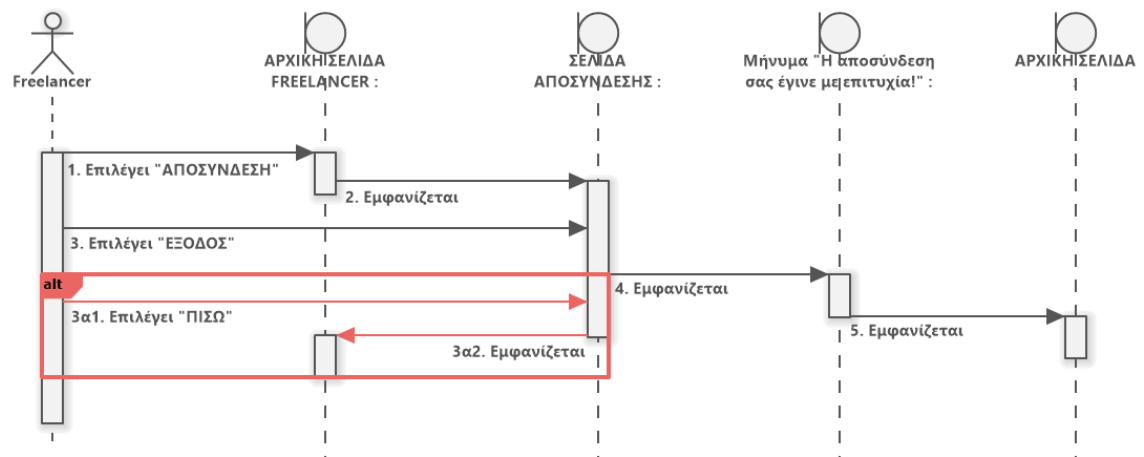 Freelancer
ΑΡΧΙΚΗ ΣΕΛΙΔΑ
FREELANCER :
ΣΕΛΙΔΑ
ΑΠΟΣΥΝΔΕΣΗΣ :
Μήνυμα "Η αποσύνδεση
σας έγινε με επιτυχία!" :
ΑΡΧΙΚΗ ΣΕΛΙΔΑ
:
1. Επιλέγει "ΑΠΟΣΥΝΔΕΣΗ"
2. Εμφανίζεται
3. Επιλέγει "ΕΞΟΔΟΣ"
alt
4. Εμφανίζεται
3α1. Επιλέγει "ΠΙΣΩ"
5. Εμφανίζεται
3α2. Εμφανίζεται